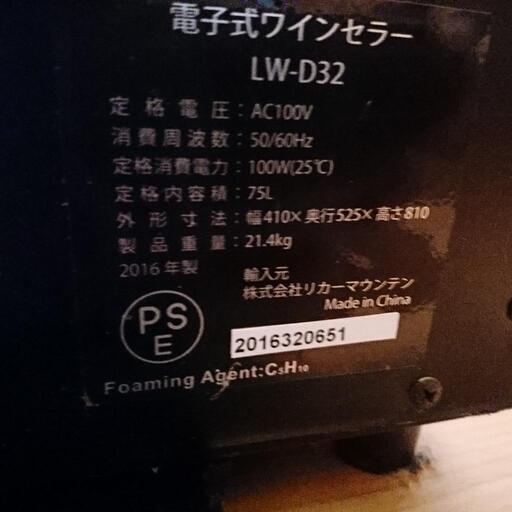 電子式ワインセラー
LW-D32
定格電圧：AC100V
消費周波数：50/60Hz
定格消費電力：100W(25℃)
定格内容積：75L
外形寸法：幅410×奥行525×高さ810
製品重量：21.4kg
2016年製
輸入元
株式会社リカーマウンテン
Made in China
PS
E
2016320651
Foaming Agent:C5H10